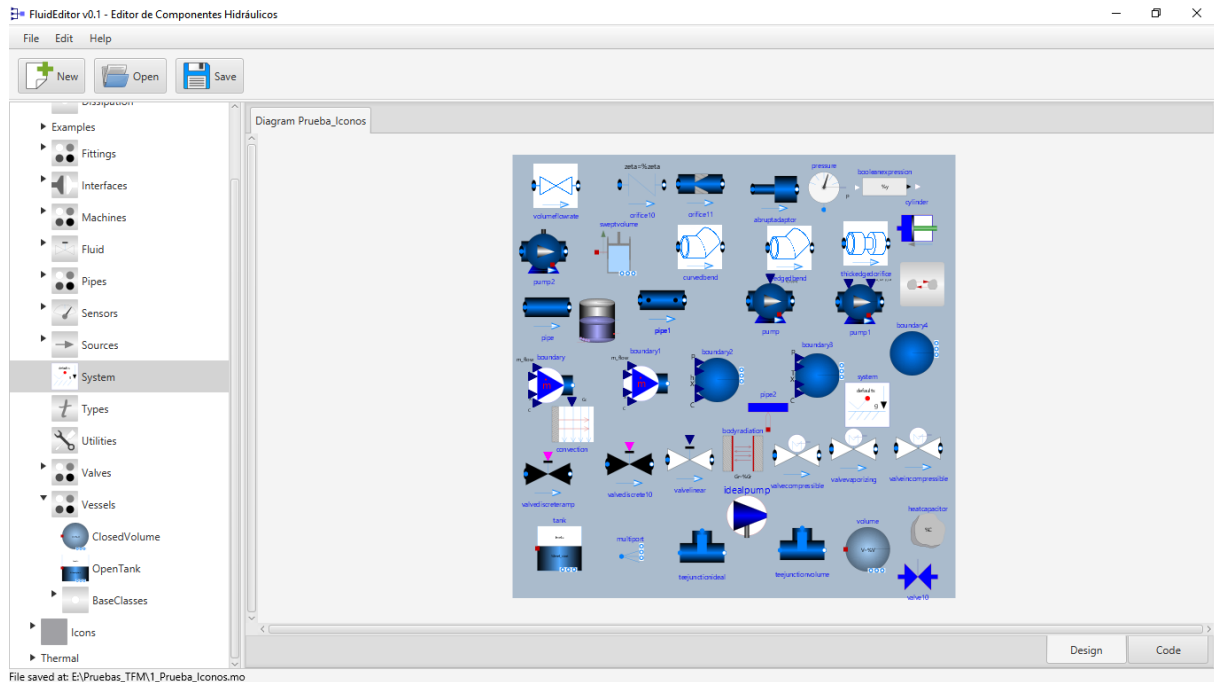 FluidEditor v0.1 - Editor de Componentes Hidráulicos
File Edit Help
New Open Save
Dissipation
Examples
Fittings
Interfaces
Machines
Fluid
Pipes
Sensors
Sources
System
Types
Utilities
Valves
Vessels
ClosedVolume
OpenTank
BaseClasses
Icons
Thermal
Diagram Prueba_Iconos
zeta=%zeta
pressure
booleanexpression
%y
p
cylinder
volumeflowrate
orifice10
orifice11
abruptadaptor
sweptvolume
pump2
curvedbend
edgedbend
thickedgedorifice
pipe
pipe1
pump
pump1
boundary4
m_flow
boundary
m_flow
boundary1
boundary2
boundary3
system
defaults
g
pipe2
G
convection
bodyradiation
Gr=%Gr
valvediscreteramp
valvediscrete10
valvelinear
valvecompressible
valvevaporizing
valveincompressible
idealpump
tank
multiport
teejunctionideal
teejunctionvolume
volume
V=%V
heatcapacitor
%C
valve10
Design Code
File saved at: E:\Pruebas_TFM\1_Prueba_Iconos.mo